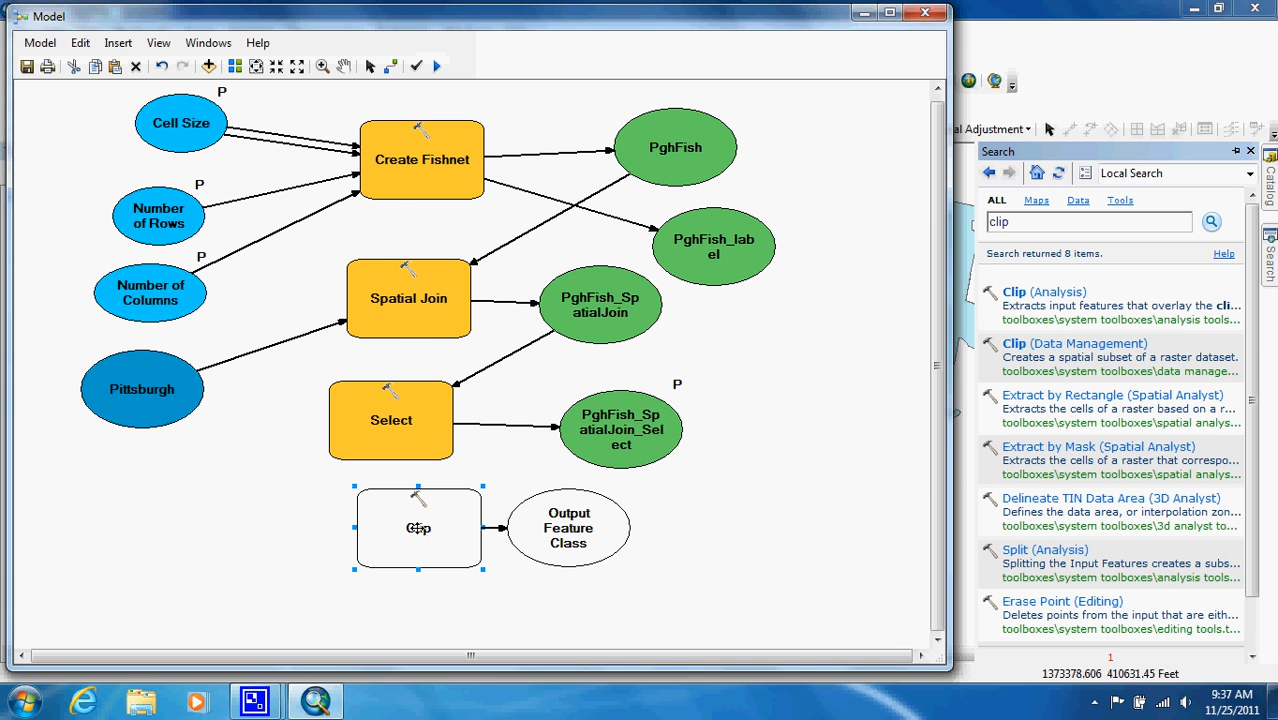 Model
Model Edit Insert View Windows Help
P
Cell Size
Create Fishnet
PghFish
P
Number
of Rows
PghFish_lab
el
P
Number of
Columns
Spatial Join
PghFish_Sp
atialJoin
Pittsburgh
Select
P
PghFish_Sp
atialJoin_Sel
ect
Clip
Output
Feature
Class
al Adjustment
Search
Local Search
ALL Maps Data Tools
clip
Search returned 8 items. Help
Clip (Analysis)
Extracts input features that overlay the cli...
toolboxes\system toolboxes\analysis tools...
Clip (Data Management)
Creates a spatial subset of a raster dataset.
toolboxes\system toolboxes\data manage...
Extract by Rectangle (Spatial Analyst)
Extracts the cells of a raster based on a r...
toolboxes\system toolboxes\spatial analys...
Extract by Mask (Spatial Analyst)
Extracts the cells of a raster that correspo...
toolboxes\system toolboxes\spatial analys...
Delineate TIN Data Area (3D Analyst)
Defines the data area, or interpolation zon...
toolboxes\system toolboxes\3d analyst to...
Split (Analysis)
Splitting the Input Features creates a subs...
toolboxes\system toolboxes\analysis tools...
Erase Point (Editing)
Deletes points from the input that are eith...
toolboxes\system toolboxes\editing tools.t...
1
Catalog
Search
1373378.606 410631.45 Feet
9:37 AM
11/25/2011